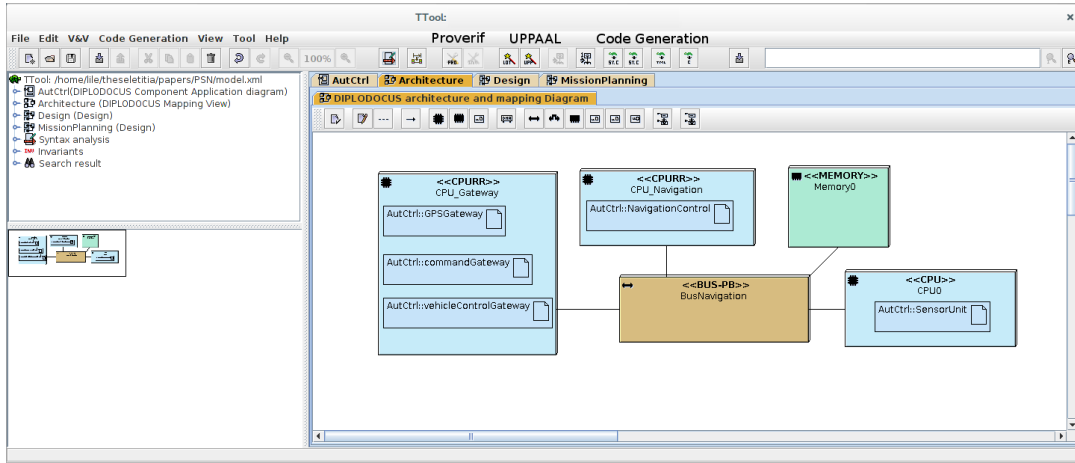 TTool:
File Edit V&V Code Generation View Tool Help
Proverif UPPAAL Code Generation
100%
TTool: /home/lile/theseletitia/papers/PSN/model.xml
AutCtrl(DIPLODOCUS Component Application diagram)
Architecture (DIPLODOCUS Mapping View)
Design (Design)
MissionPlanning (Design)
Syntax analysis
Invariants
Search result
AutCtrl Architecture Design MissionPlanning
DIPLODOCUS architecture and mapping Diagram
<<CPURR>>
CPU_Gateway
AutCtrl::GPSGateway
AutCtrl::commandGateway
AutCtrl::vehicleControlGateway
<<CPURR>>
CPU_Navigation
AutCtrl::NavigationControl
<<MEMORY>>
Memory0
<<BUS-PB>>
BusNavigation
<<CPU>>
CPU0
AutCtrl::SensorUnit